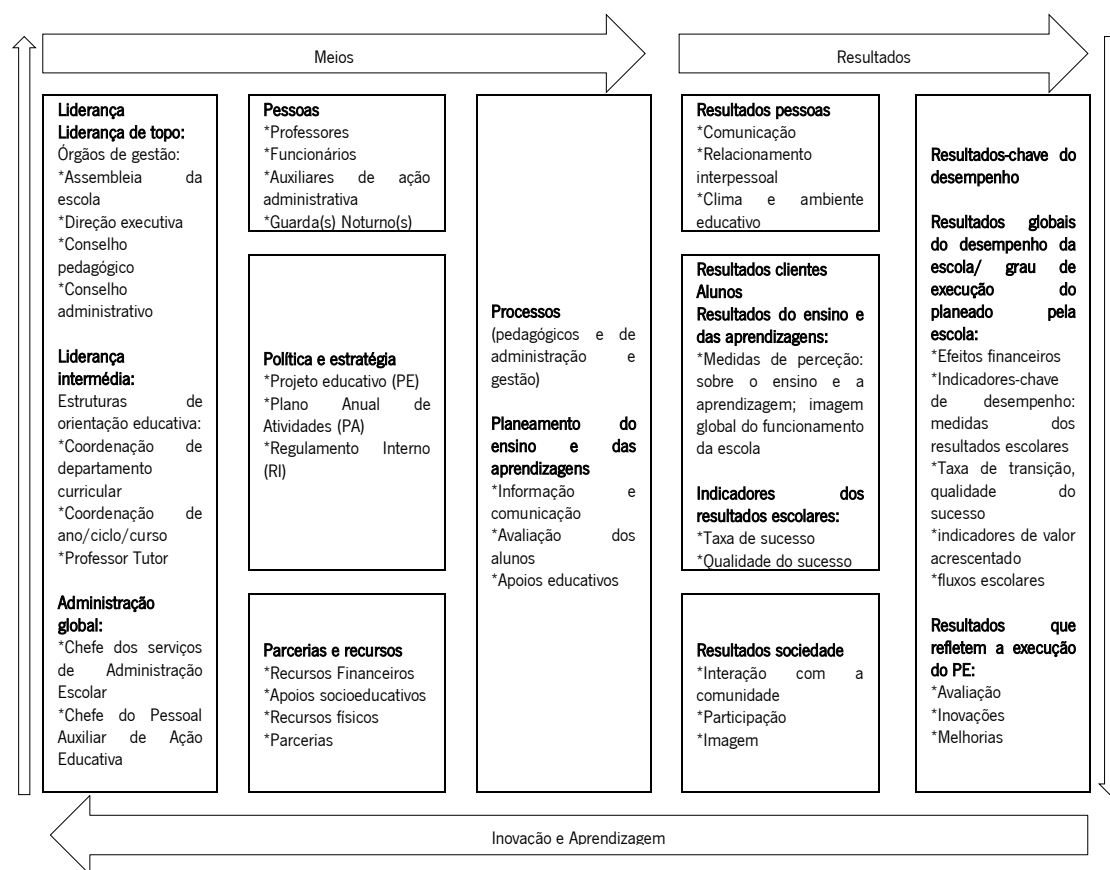 Meios
Resultados
Liderança
Liderança de topo:
Órgãos de gestão:
*Assembleia da
escola
*Direção executiva
*Conselho
pedagógico
*Conselho
administrativo
Liderança
intermédia:
Estruturas de
orientação educativa:
*Coordenação de
departamento
curricular
*Coordenação de
ano/ciclo/curso
*Professor Tutor
Administração
global:
*Chefe dos serviços
de Administração
Escolar
*Chefe do Pessoal
Auxiliar de Ação
Educativa
Pessoas
*Professores
*Funcionários
*Auxiliares de ação
administrativa
*Guarda(s) Noturno(s)
Política e estratégia
*Projeto educativo (PE)
*Plano Anual de
Atividades (PA)
*Regulamento Interno
(RI)
Parcerias e recursos
*Recursos Financeiros
*Apoios socioeducativos
*Recursos físicos
*Parcerias
Processos
(pedagógicos e de
administração e
gestão)
Planeamento do
ensino e das
aprendizagens
*Informação e
comunicação
*Avaliação dos
alunos
*Apoios educativos
Resultados pessoas
*Comunicação
*Relacionamento
interpessoal
*Clima e ambiente
educativo
Resultados clientes
Alunos
Resultados do ensino e
das aprendizagens:
*Medidas de perceção:
sobre o ensino e a
aprendizagem; imagem
global do funcionamento
da escola
Indicadores dos
resultados escolares:
*Taxa de sucesso
*Qualidade do sucesso
Resultados sociedade
*Interação com a
comunidade
*Participação
*Imagem
Resultados-chave do
desempenho
Resultados globais
do desempenho da
escola/ grau de
execução do
planeado pela
escola:
*Efeitos financeiros
*Indicadores-chave
de desempenho:
medidas dos
resultados escolares
*Taxa de transição,
qualidade do
sucesso
*indicadores de valor
acrescentado
*fluxos escolares
Resultados que
refletem a execução
do PE:
*Avaliação
*Inovações
*Melhorias
Inovação e Aprendizagem